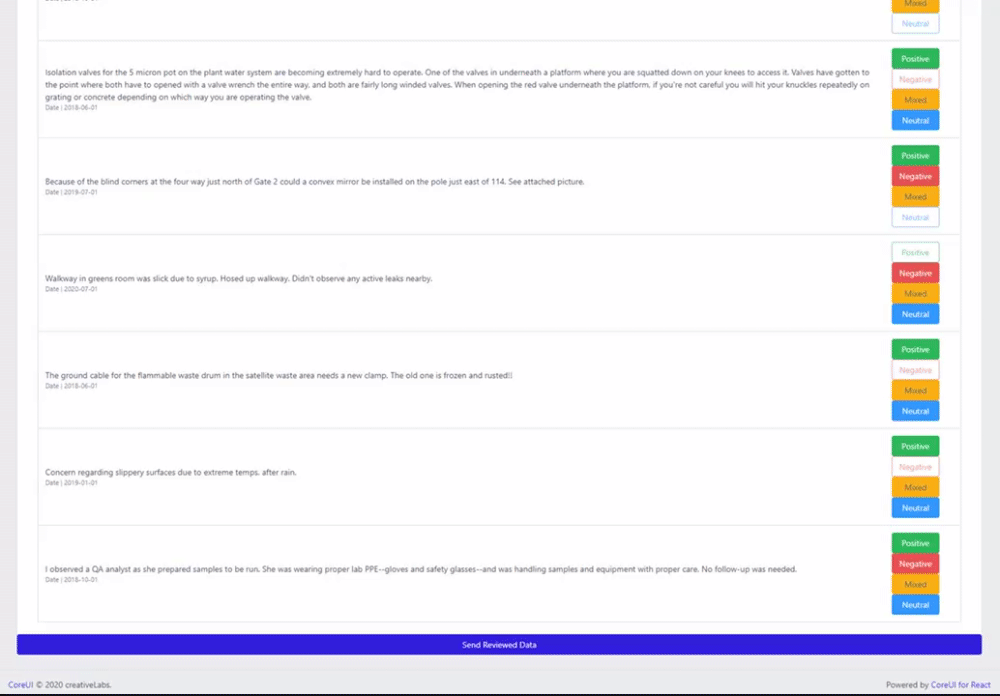 Date | 2018-10-01
Mixed
Neutral
Isolation valves for the 5 micron pot on the plant water system are becoming extremely hard to operate. One of the valves in underneath a platform where you are squatted down on your knees to access it. Valves have gotten to
the point where both have to opened with a valve wrench the entire way, and both are fairly long winded valves. When opening the red valve underneath the platform, if you're not careful you will hit your knuckles repeatedly on
grating or concrete depending on which way you are operating the valve.
Date | 2018-06-01
Positive
Negative
Mixed
Neutral
Because of the blind corners at the four way just north of Gate 2 could a convex mirror be installed on the pole just east of 114. See attached picture.
Date | 2019-07-01
Positive
Negative
Mixed
Neutral
Walkway in greens room was slick due to syrup. Hosed up walkway. Didn't observe any active leaks nearby.
Date | 2020-07-01
Positive
Negative
Mixed
Neutral
The ground cable for the flammable waste drum in the satellite waste area needs a new clamp. The old one is frozen and rusted
Date | 2018-06-01
Positive
Negative
Mixed
Neutral
Concern regarding slippery surfaces due to extreme temps. after rain.
Date | 2019-01-01
Positive
Negative
Mixed
Neutral
I observed a QA analyst as she prepared samples to be run. She was wearing proper lab PPE--gloves and safety glasses--and was handling samples and equipment with proper care. No follow-up was needed.
Date | 2018-10-01
Positive
Negative
Mixed
Neutral
Send Reviewed Data
CoreUI © 2020 creativeLabs.
Powered by CoreUI for React